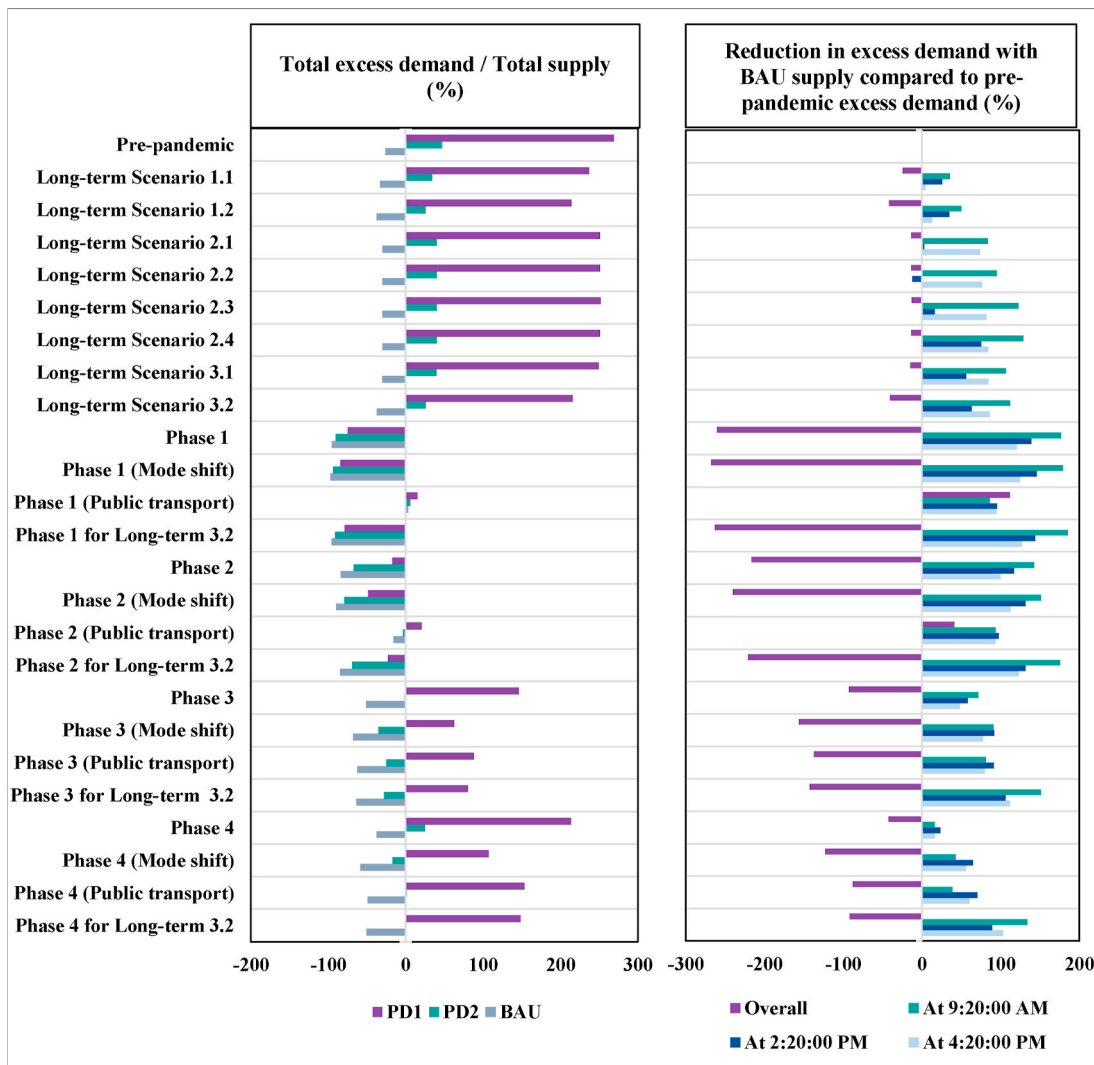 Total excess demand / Total supply
(%)
Reduction in excess demand with
BAU supply compared to pre-
pandemic excess demand (%)
Pre-pandemic
Long-term Scenario 1.1
Long-term Scenario 1.2
Long-term Scenario 2.1
Long-term Scenario 2.2
Long-term Scenario 2.3
Long-term Scenario 2.4
Long-term Scenario 3.1
Long-term Scenario 3.2
Phase 1
Phase 1 (Mode shift)
Phase 1 (Public transport)
Phase 1 for Long-term 3.2
Phase 2
Phase 2 (Mode shift)
Phase 2 (Public transport)
Phase 2 for Long-term 3.2
Phase 3
Phase 3 (Mode shift)
Phase 3 (Public transport)
Phase 3 for Long-term 3.2
Phase 4
Phase 4 (Mode shift)
Phase 4 (Public transport)
Phase 4 for Long-term 3.2
-200 -100 0 100 200 300
-300 -200 -100 0 100 200
PD1 PD2 BAU
Overall At 9:20:00 AM
At 2:20:00 PM At 4:20:00 PM